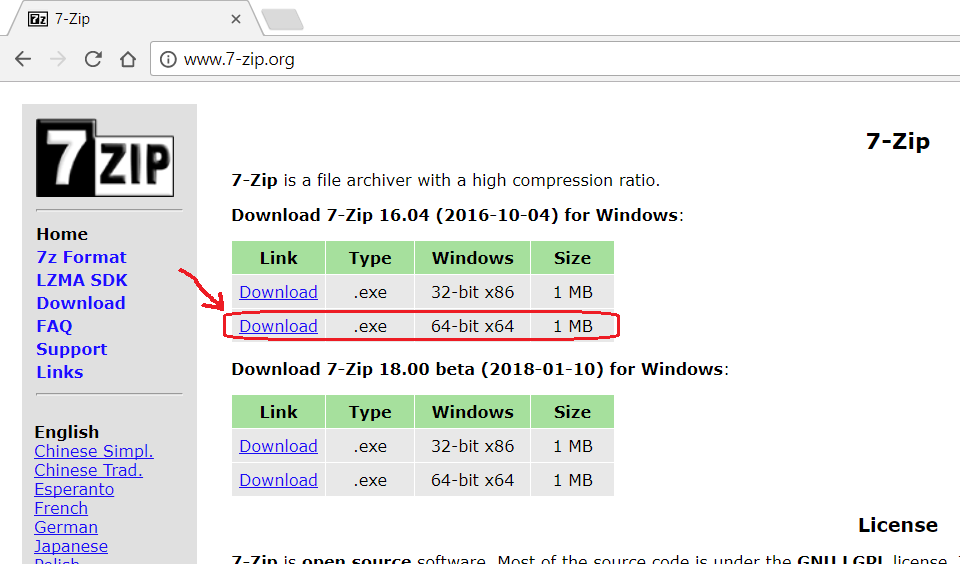 7z 7-Zip
www.7-zip.org
7 ZIP
Home
7z Format
LZMA SDK
Download
FAQ
Support
Links
English
Chinese Simpl.
Chinese Trad.
Esperanto
French
German
Japanese
Polish
7-Zip
7-Zip is a file archiver with a high compression ratio.
Download 7-Zip 16.04 (2016-10-04) for Windows:
Link Type Windows Size
Download .exe 32-bit x86 1 MB
Download .exe 64-bit x64 1 MB
Download 7-Zip 18.00 beta (2018-01-10) for Windows:
Link Type Windows Size
Download .exe 32-bit x86 1 MB
Download .exe 64-bit x64 1 MB
License
7-Zip is open source software. Most of the source code is under the GNU LGPL license.